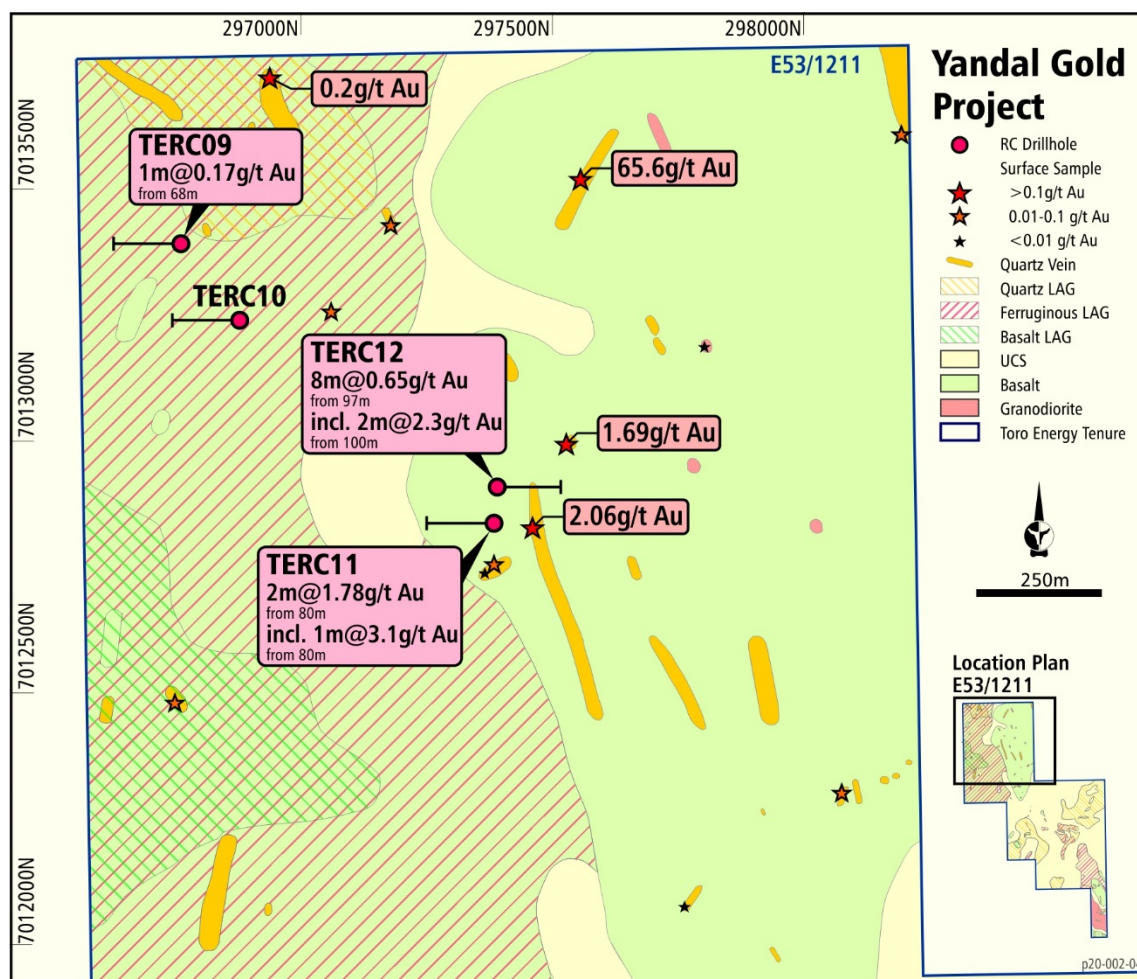 297000N
297500N
298000N
E53/1211
7013500N
7013000N
7012500N
7012000N
0.2g/t Au
TERC09
1m@0.17g/t Au
from 68m
65.6g/t Au
TERC10
TERC12
8m@0.65g/t Au
from 97m
incl. 2m@2.3g/t Au
from 100m
1.69g/t Au
2.06g/t Au
TERC11
2m@1.78g/t Au
from 80m
incl. 1m@3.1g/t Au
from 80m
Yandal Gold
Project
RC Drillhole
Surface Sample
>0.1g/t Au
0.01-0.1 g/t Au
<0.01 g/t Au
Quartz Vein
Quartz LAG
Ferruginous LAG
Basalt LAG
UCS
Basalt
Granodiorite
Toro Energy Tenure
250m
Location Plan
E53/1211